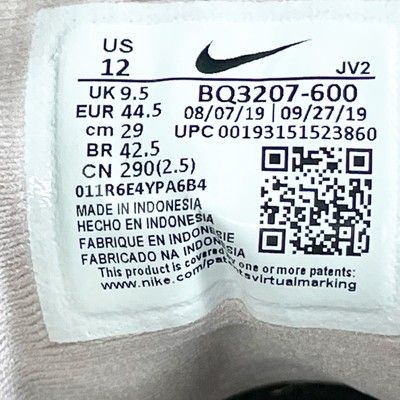 US
12
JV2
UK 9.5
BQ3207-600
EUR 44.5
08/07/19 | 09/27/19
cm 29
UPC 00193151523860
BR 42.5
CN 290(2.5)
011R6E4YPA6B4
MADE IN INDONESIA
HECHO EN INDONESIA
FABRIQUE EN INDONESIE
FABRICADO NA INDONESIA
This product is covered by one or more patents:
www.nike.com/patentsvirtualmarking